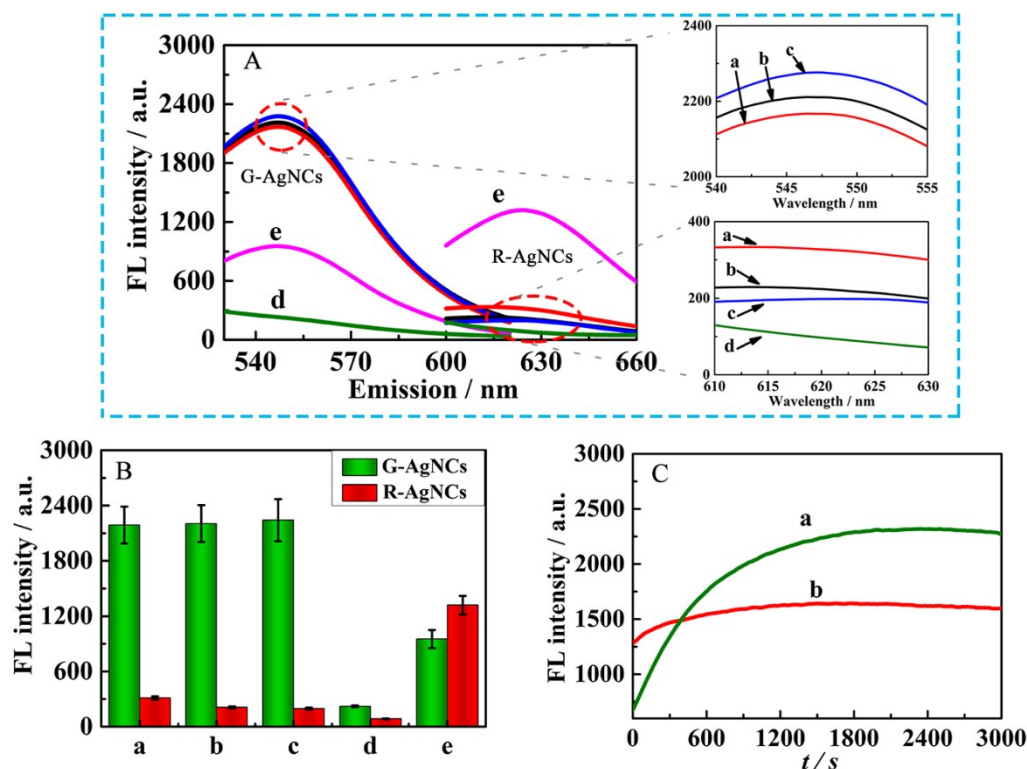 A
3000
2400
1800
1200
600
0
FL intensity / a.u.
G-AgNCs
e
d
e
R-AgNCs
540 570 600 630 660
Emission / nm
2400
2200
2000
a b c
540 545 550 555
Wavelength / nm
400
200
0
a
b
c
d
610 615 620 625 630
Wavelength / nm
B
3000
2400
1800
1200
600
0
FL intensity / a.u.
G-AgNCs
R-AgNCs
a b c d e
C
2500
2000
1500
1000
FL intensity / a.u.
a
b
0 600 1200 1800 2400 3000
t / s